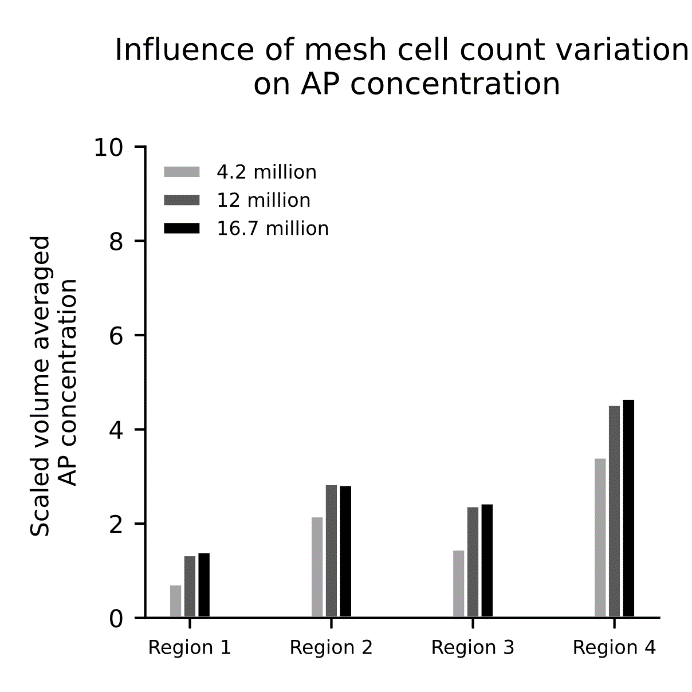 Influence of mesh cell count variation
on AP concentration
10
8
6
4
2
0
4.2 million
12 million
16.7 million
Scaled volume averaged
AP concentration
Region 1
Region 2
Region 3
Region 4